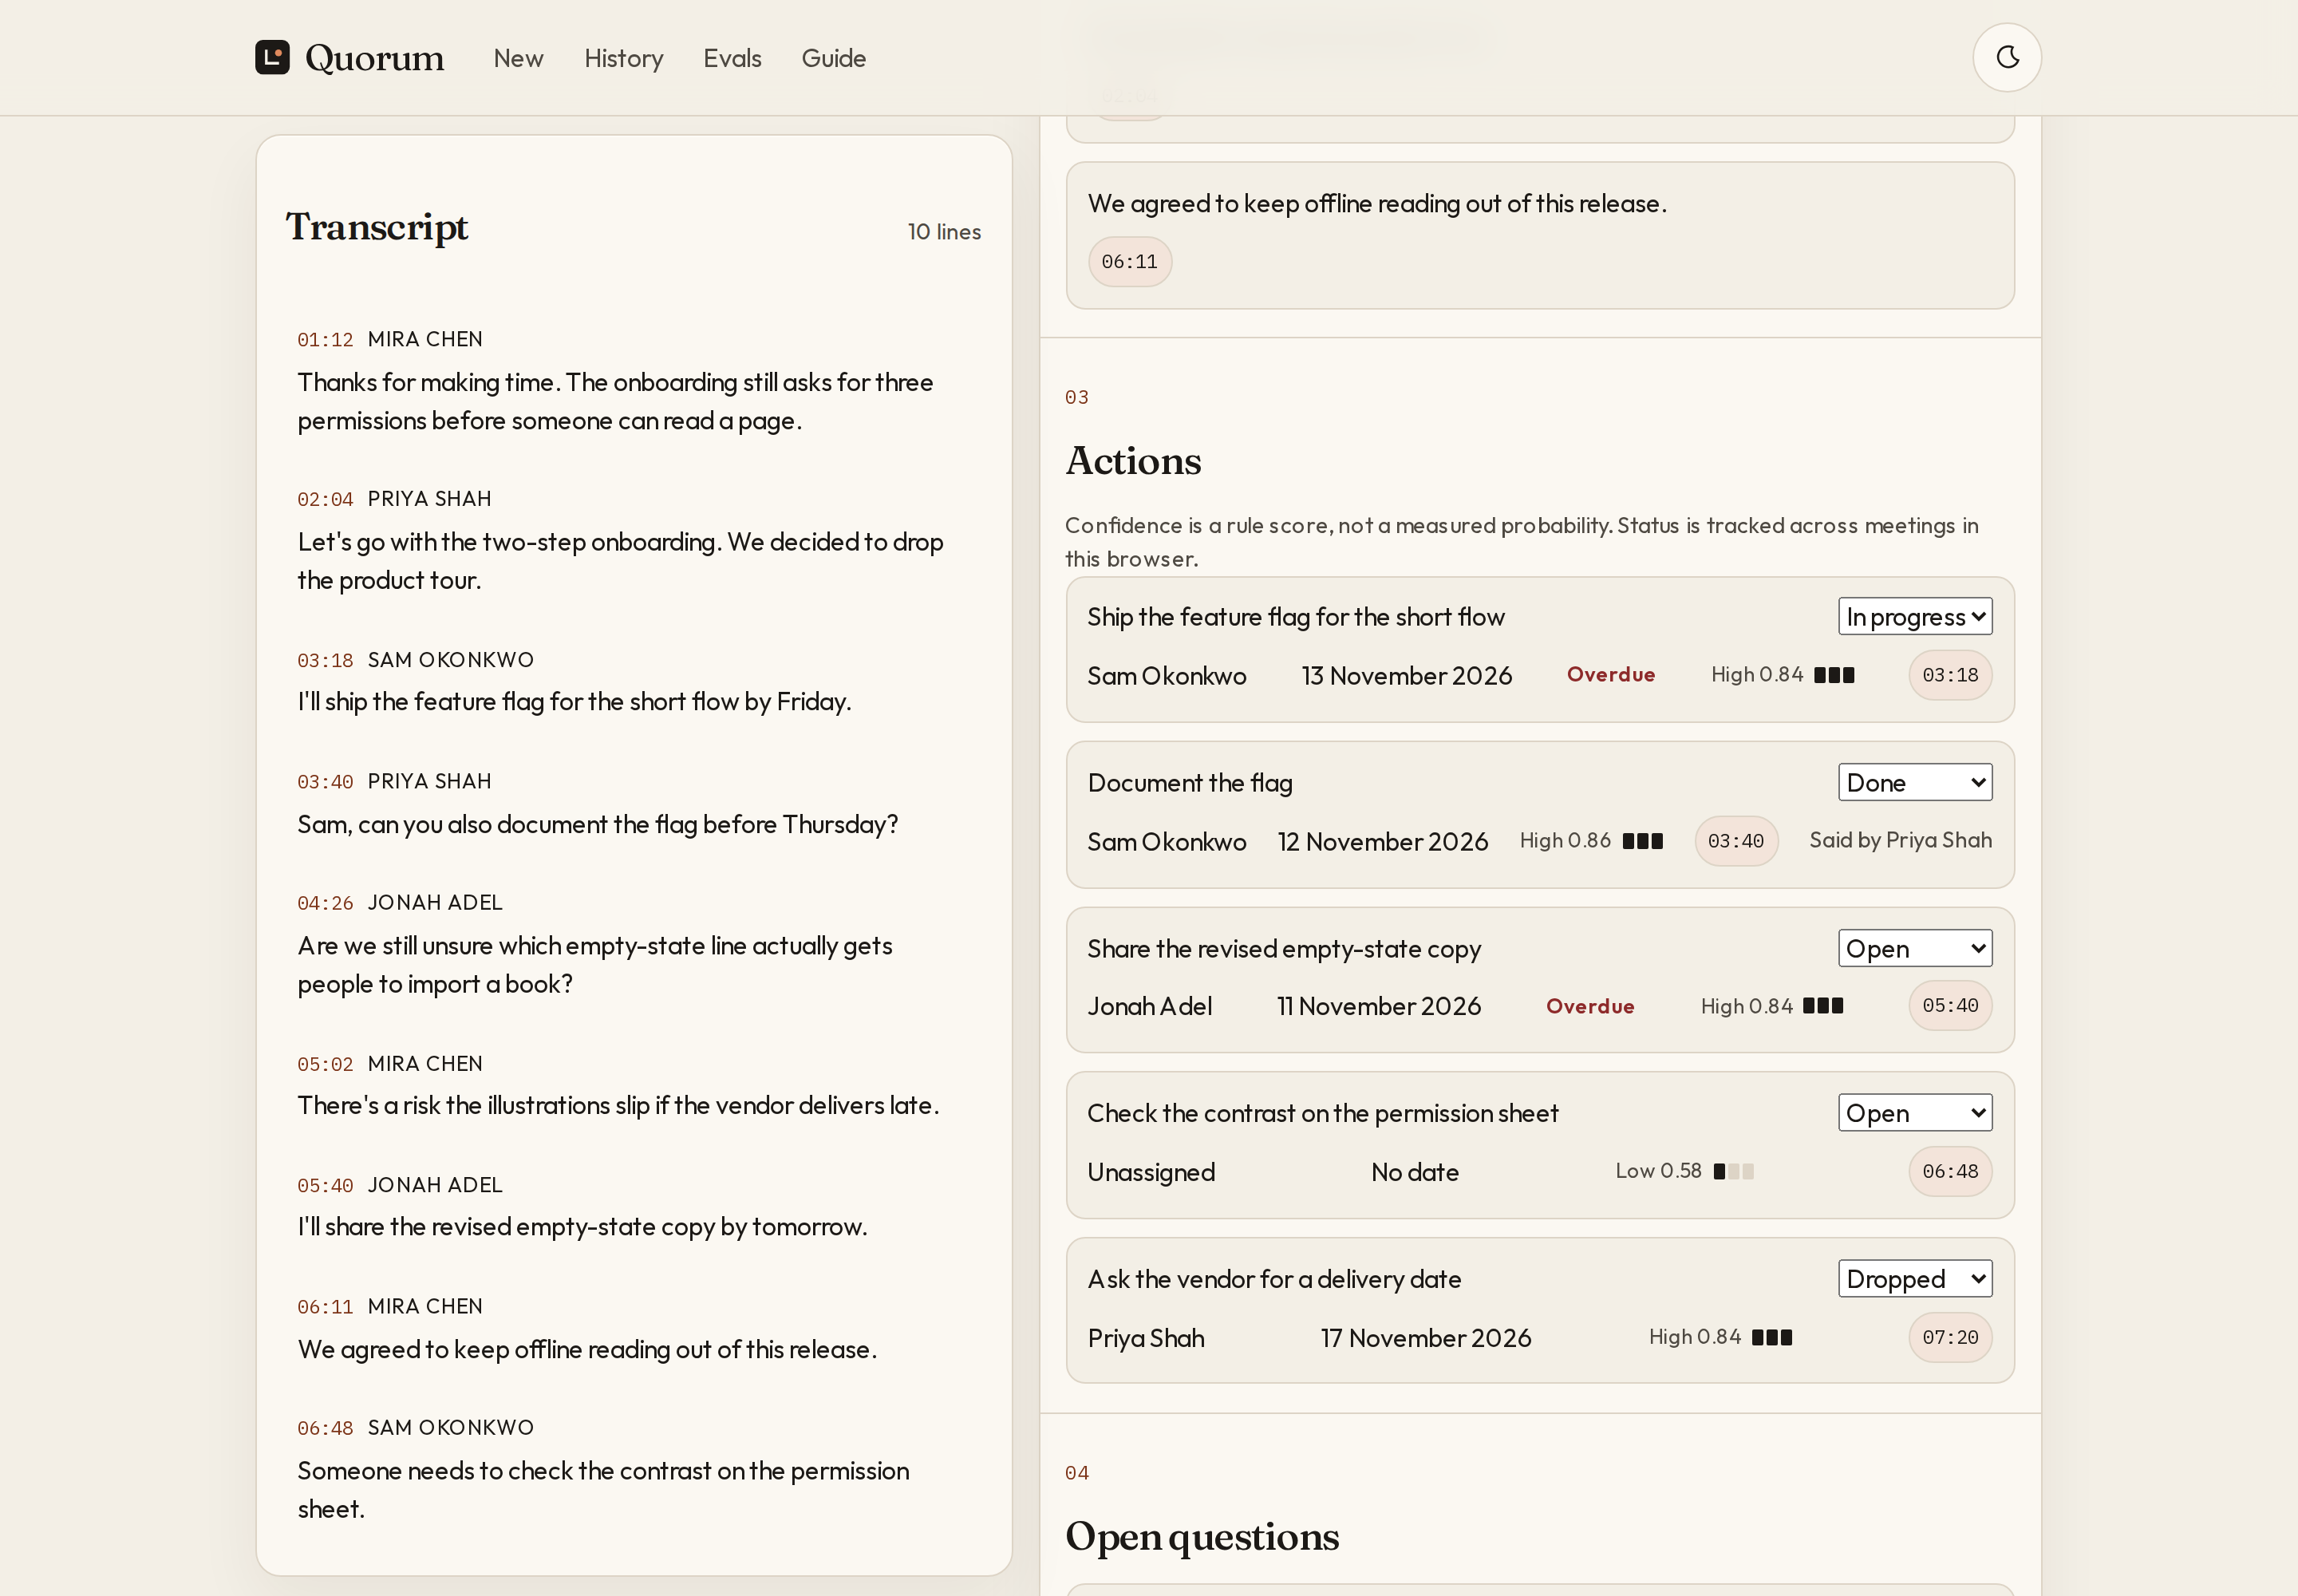 Quorum
New
History
Evals
Guide
Transcript
10 lines
01:12 MIRA CHEN
Thanks for making time. The onboarding still asks for three
permissions before someone can read a page.
02:04 PRIYA SHAH
Let's go with the two-step onboarding. We decided to drop
the product tour.
03:18 SAM OKONKWO
I'll ship the feature flag for the short flow by Friday.
03:40 PRIYA SHAH
Sam, can you also document the flag before Thursday?
04:26 JONAH ADEL
Are we still unsure which empty-state line actually gets
people to import a book?
05:02 MIRA CHEN
There's a risk the illustrations slip if the vendor delivers late.
05:40 JONAH ADEL
I'll share the revised empty-state copy by tomorrow.
06:11 MIRA CHEN
We agreed to keep offline reading out of this release.
06:48 SAM OKONKWO
Someone needs to check the contrast on the permission
sheet.
We agreed to keep offline reading out of this release.
06:11
03
Actions
Confidence is a rule score, not a measured probability. Status is tracked across meetings in
this browser.
Ship the feature flag for the short flow
In progress
Sam Okonkwo
13 November 2026
Overdue
High 0.84
03:18
Document the flag
Done
Sam Okonkwo
12 November 2026
High 0.86
03:40
Said by Priya Shah
Share the revised empty-state copy
Open
Jonah Adel
11 November 2026
Overdue
High 0.84
05:40
Check the contrast on the permission sheet
Open
Unassigned
No date
Low 0.58
06:48
Ask the vendor for a delivery date
Dropped
Priya Shah
17 November 2026
High 0.84
07:20
04
Open questions